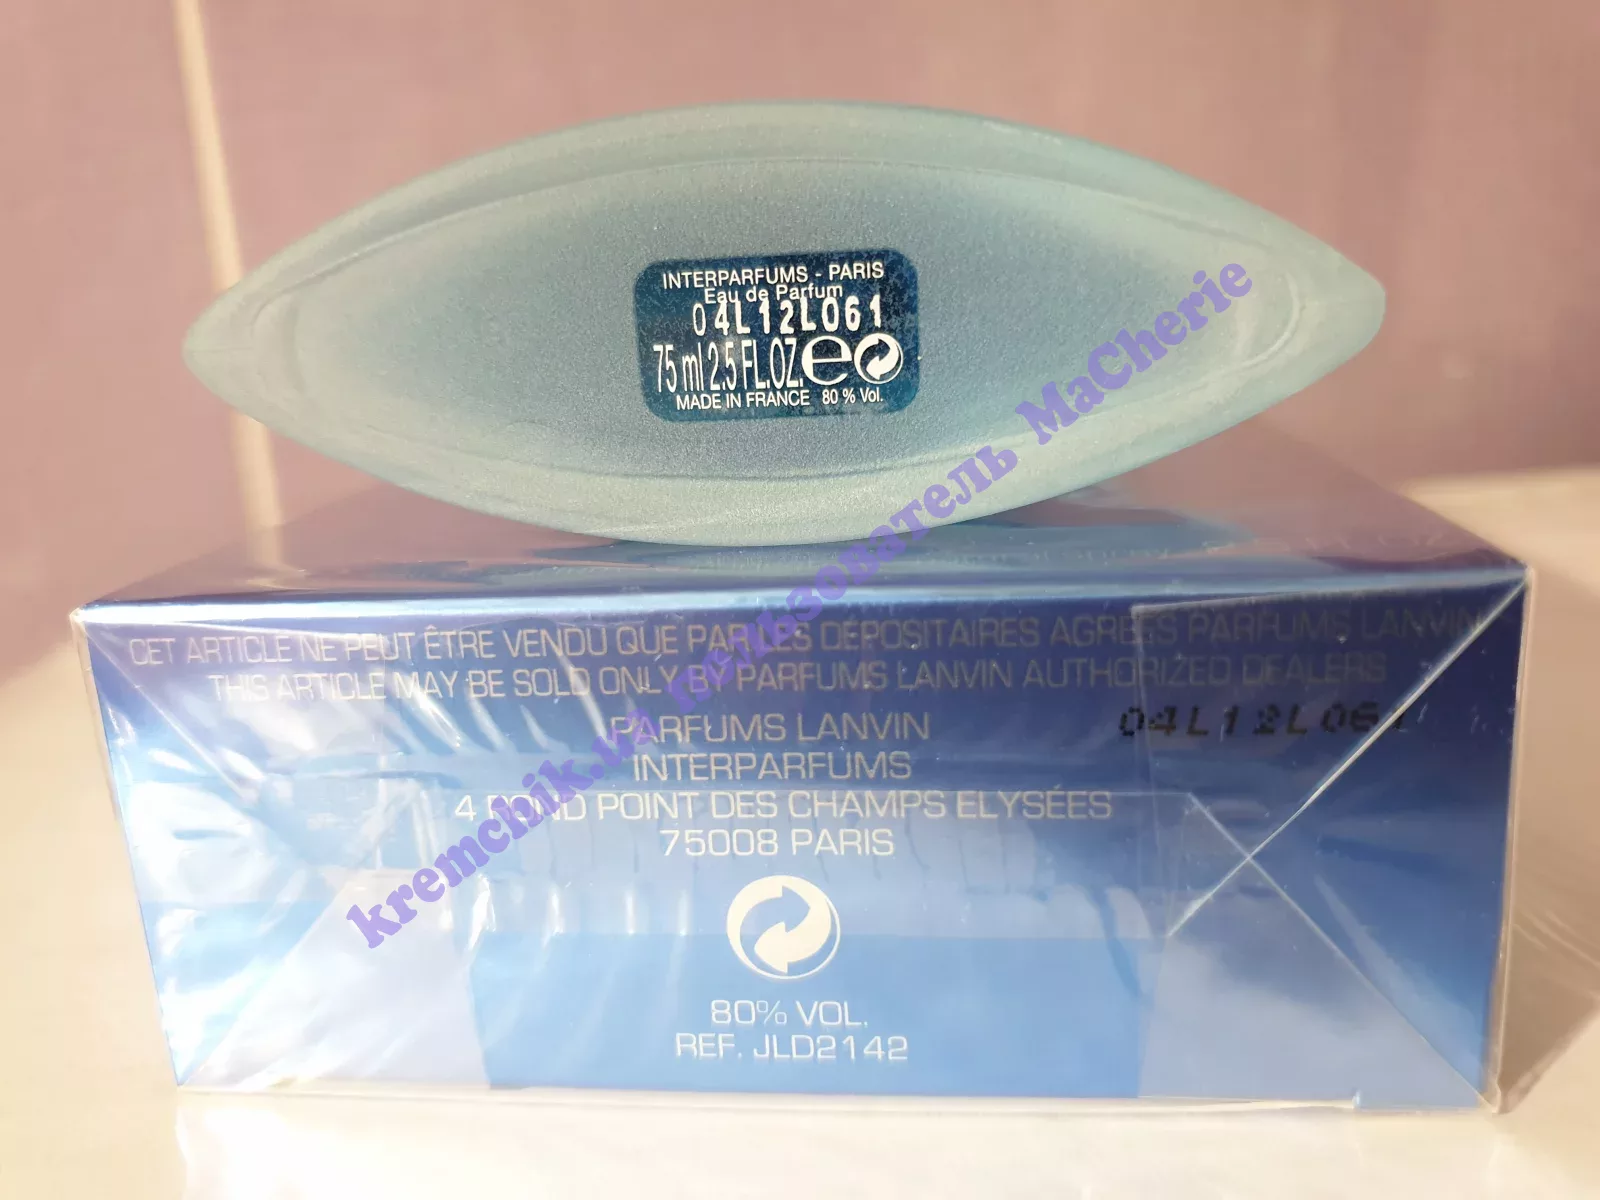 INTERPARFUMS - PARIS
Eau de Parfum
04L12L061
75 ml 2.5 FL.OZ. e
MADE IN FRANCE 80 % Vol.
CET ARTICLE NE PEUT ÊTRE VENDU QUE PAR LES DÉPOSITAIRES AGRÉÉS PARFUMS LANVIN
THIS ARTICLE MAY BE SOLD ONLY BY PARFUMS LANVIN AUTHORIZED DEALERS
04L12L061
PARFUMS LANVIN
INTERPARFUMS
4 ROND POINT DES CHAMPS ELYSÉES
75008 PARIS
80% VOL.
REF. JLD2142
kremchik.ua пользователь MaCherie